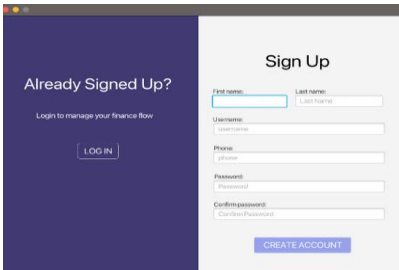 Already Signed Up?
Login to manage your finance flow
LOG IN
Sign Up
First name: Last name:
Last Name
Username:
username
Phone:
phone
Password:
Password
Confirm password:
Confirm Password
CREATE ACCOUNT